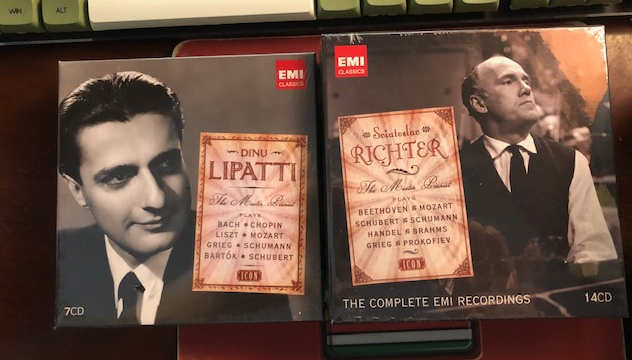 WIN
ALT
EMI
CLASSICS
DINU
LIPATTI
The Master Pianist
PLAYS
BACH • CHOPIN
LISZT • MOZART
GRIEG • SCHUMANN
BARTÓK • SCHUBERT
ICON
7CD
EMI
CLASSICS
Sviatoslav
RICHTER
The Master Pianist
PLAYS
BEETHOVEN MOZART
SCHUBERT SCHUMANN
HANDEL BRAHMS
GRIEG PROKOFIEV
ICON
THE COMPLETE EMI RECORDINGS
14CD